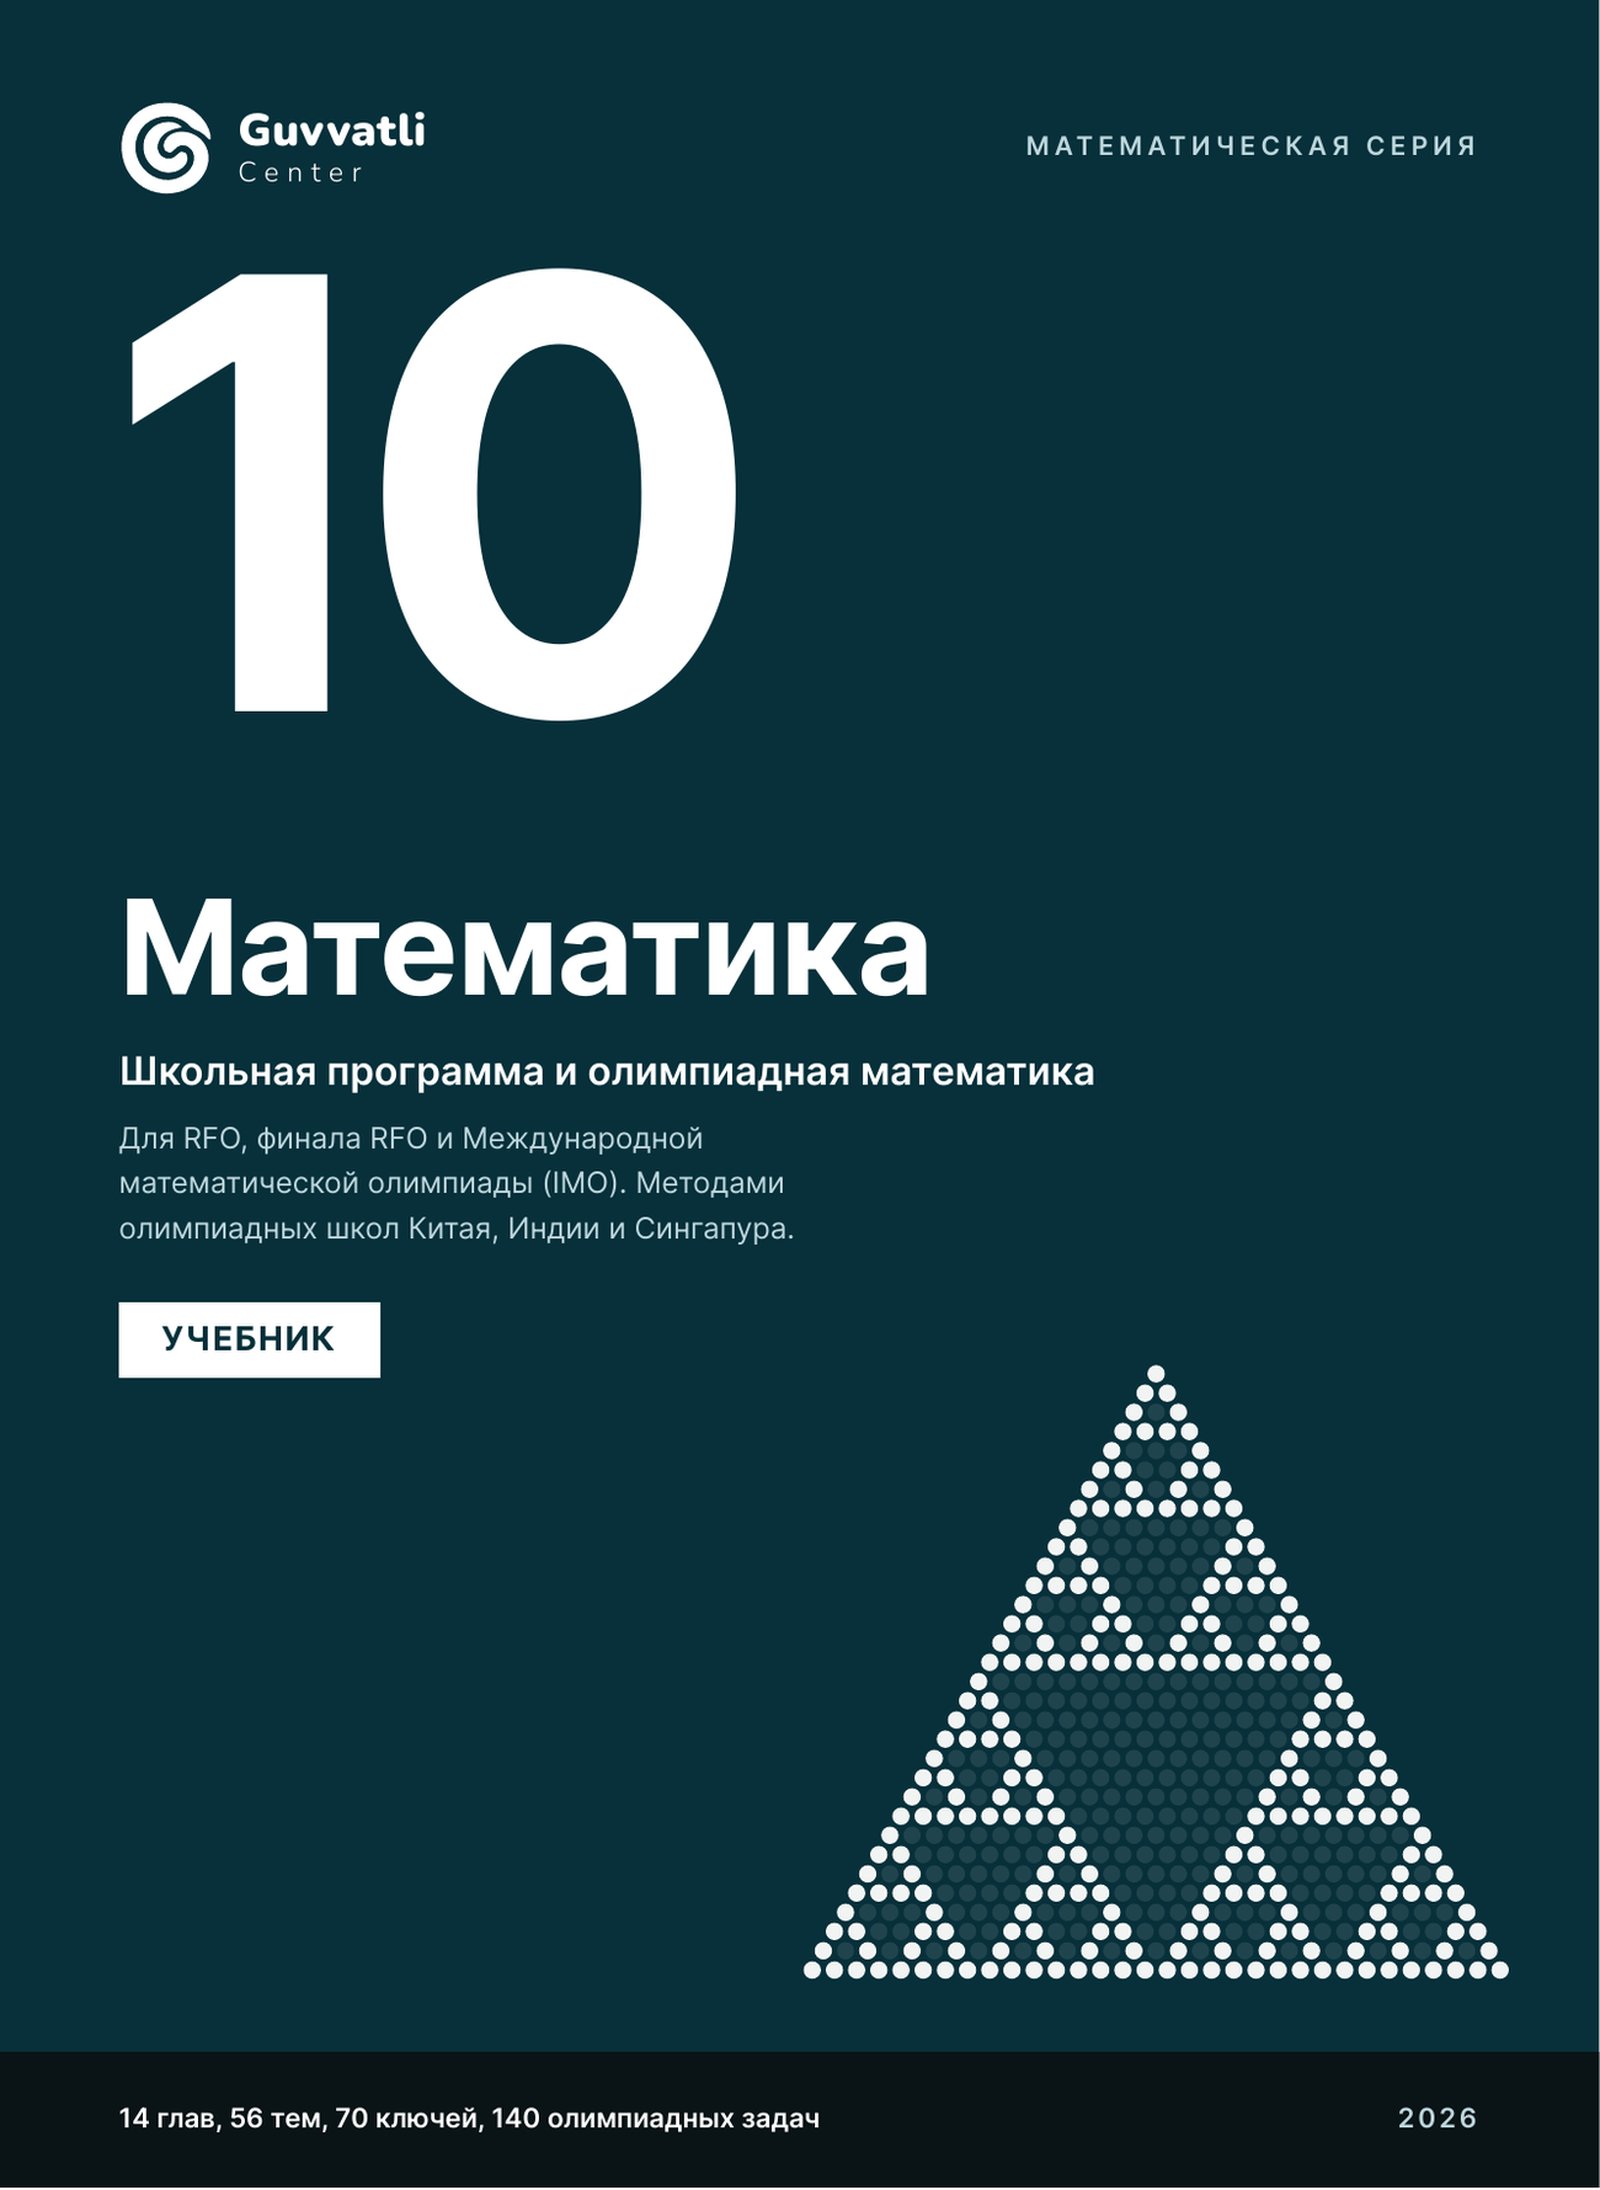 Guvvatli
Center
МАТЕМАТИЧЕСКАЯ СЕРИЯ
10
Математика
Школьная программа и олимпиадная математика
Для RFO, финала RFO и Международной
математической олимпиады (IMO). Методами
олимпиадных школ Китая, Индии и Сингапура.
УЧЕБНИК
14 глав, 56 тем, 70 ключей, 140 олимпиадных задач
2026